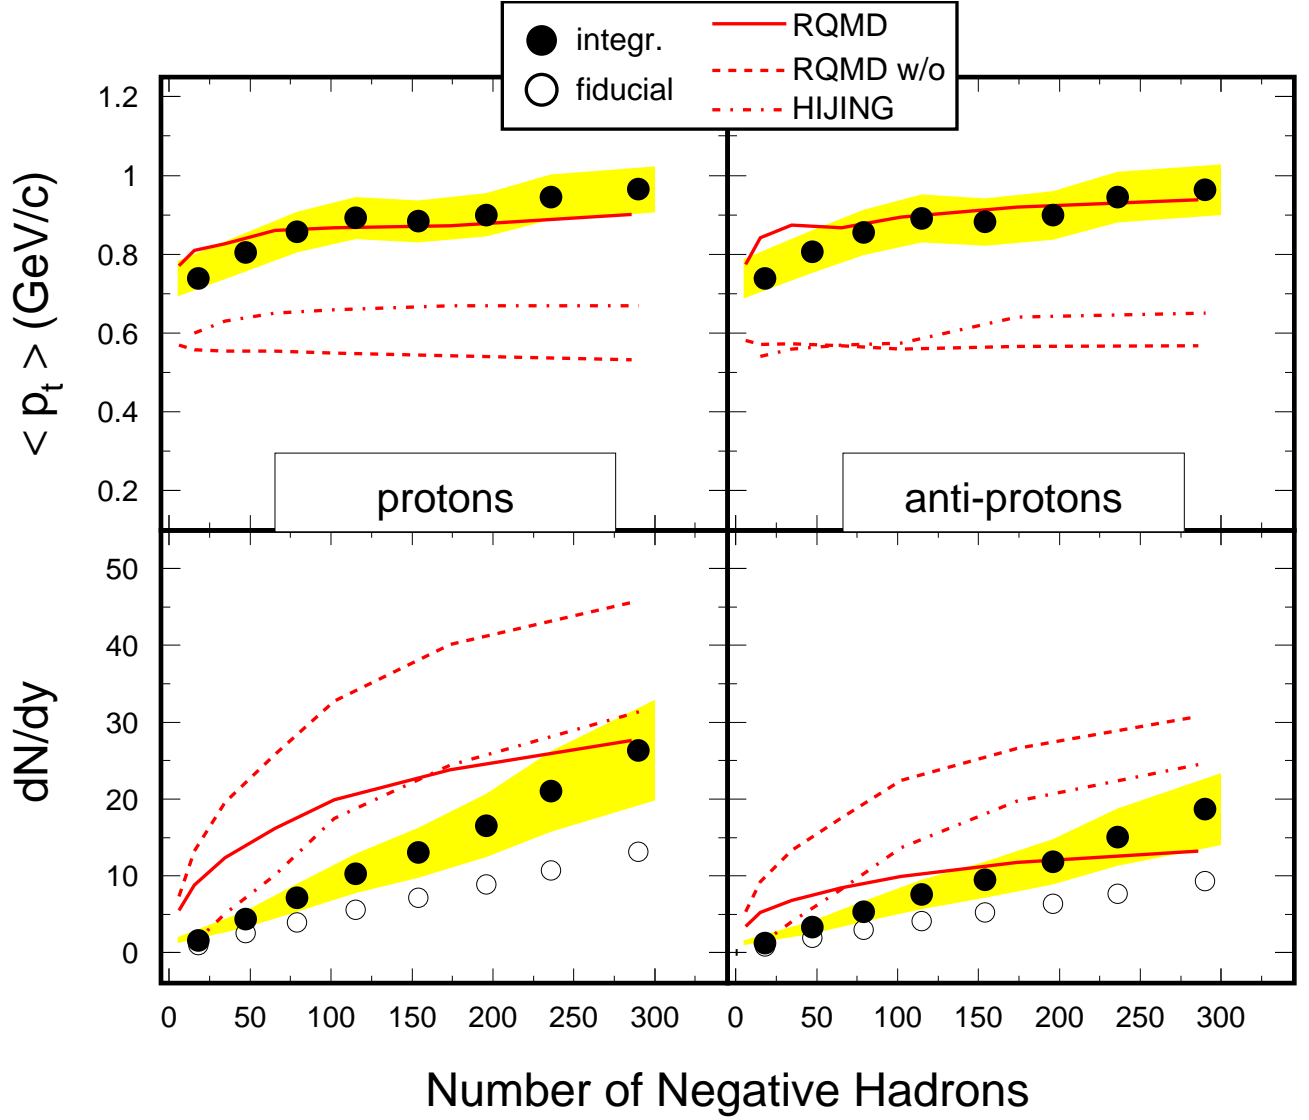 integr.
fiducial
RQMD
RQMD w/o
HIJING
< pt > (GeV/c)
1.2
1
0.8
0.6
0.4
0.2
protons
anti-protons
dN/dy
50
40
30
20
10
0
0 50 100 150 200 250 300
0 50 100 150 200 250 300
Number of Negative Hadrons